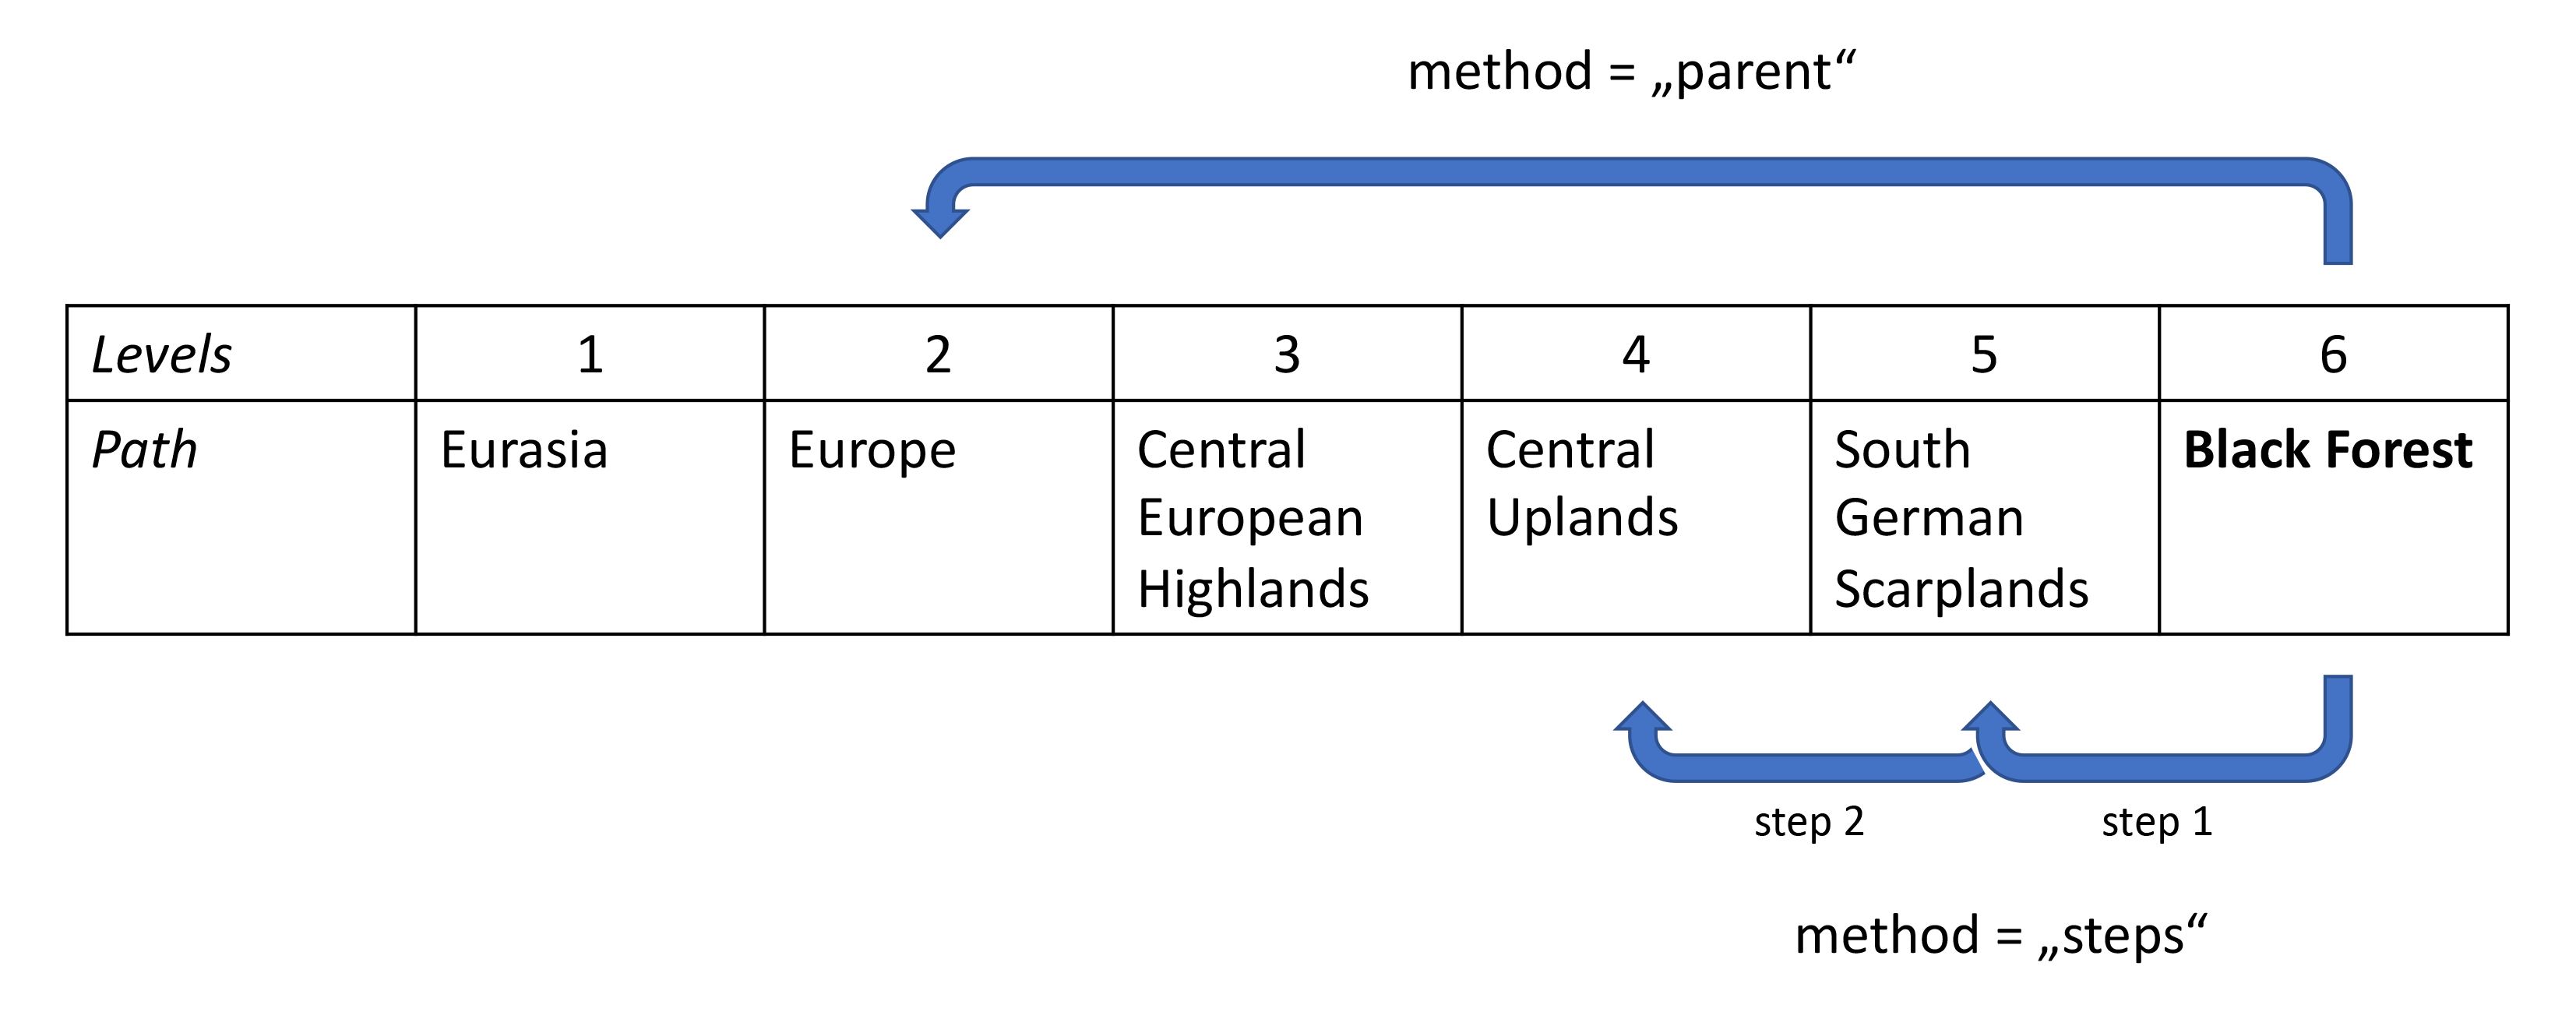 method = „parent“
Levels 1 2 3 4 5 6
Path Eurasia Europe Central Central South Black Forest
European Uplands German
Highlands Scarplands
step 2 step 1
method = „steps“